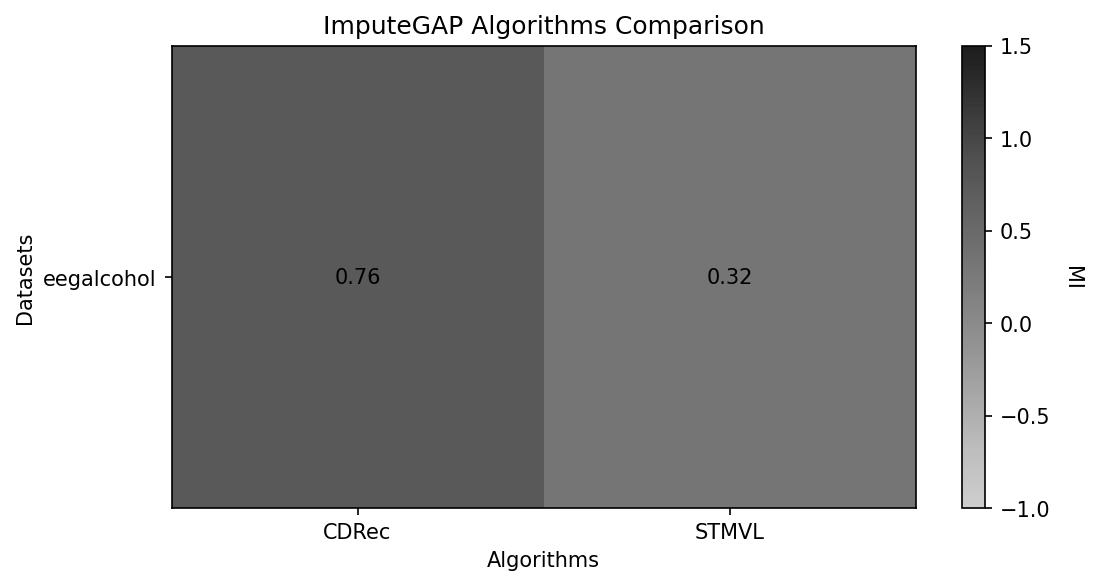 ImputeGAP Algorithms Comparison
Datasets
eegalcohol
0.76
0.32
CDRec
STMVL
Algorithms
1.5
1.0
0.5
0.0
−0.5
−1.0
MI